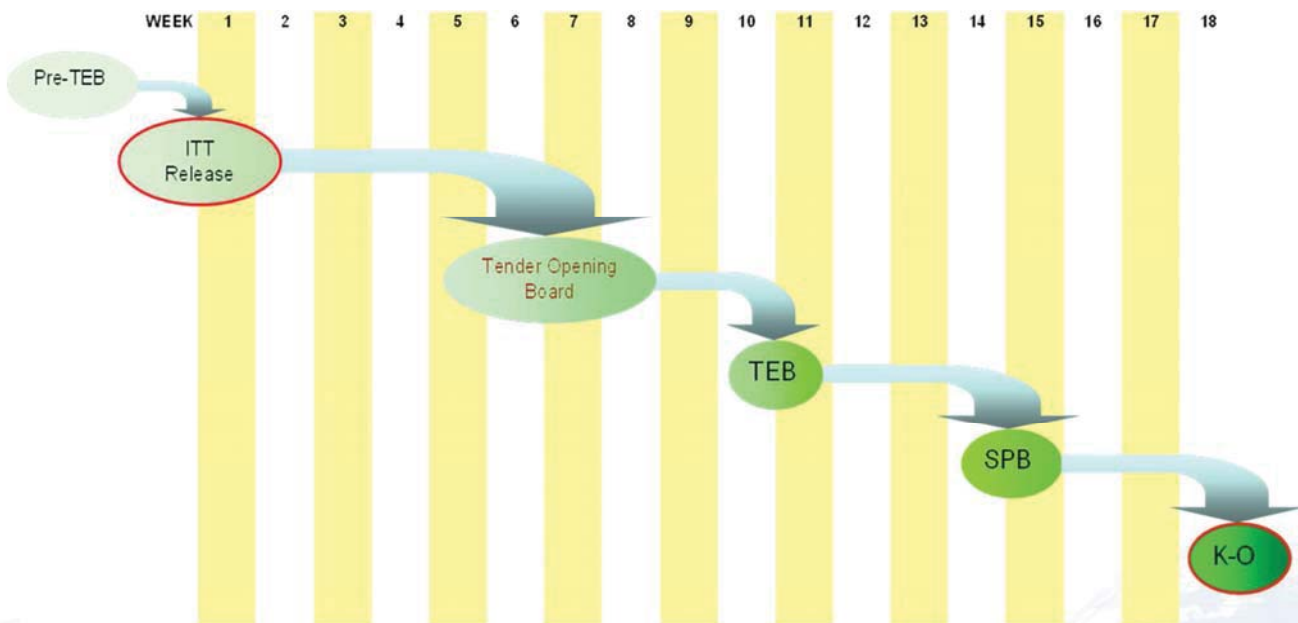 WEEK 1 2 3 4 5 6 7 8 9 10 11 12 13 14 15 16 17 18
Pre-TEB
ITT
Release
Tender Opening
Board
TEB
SPB
K-O